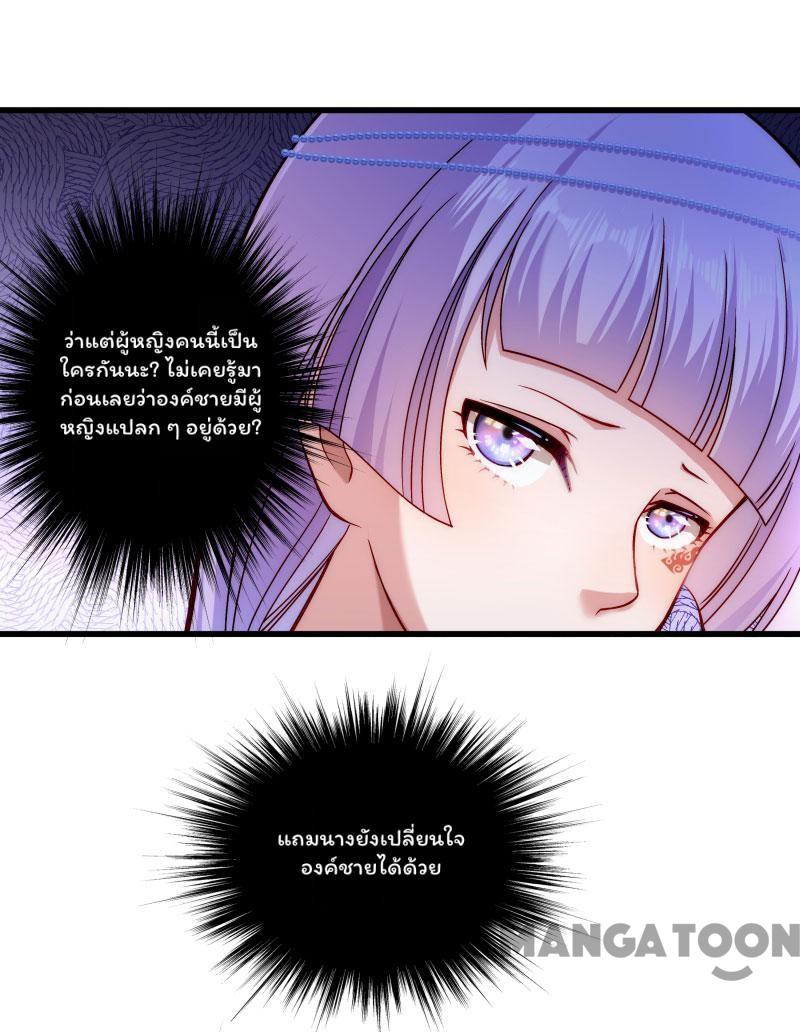 ว่าแต่ผู้หญิงคนนี้เป็น
ใครกันนะ? ไม่เคยรู้มา
ก่อนเลยว่าองค์ชายมีผู้
หญิงแปลก ๆ อยู่ด้วย?
แถมนางยังเปลี่ยนใจ
องค์ชายได้ด้วย
MANGATOON